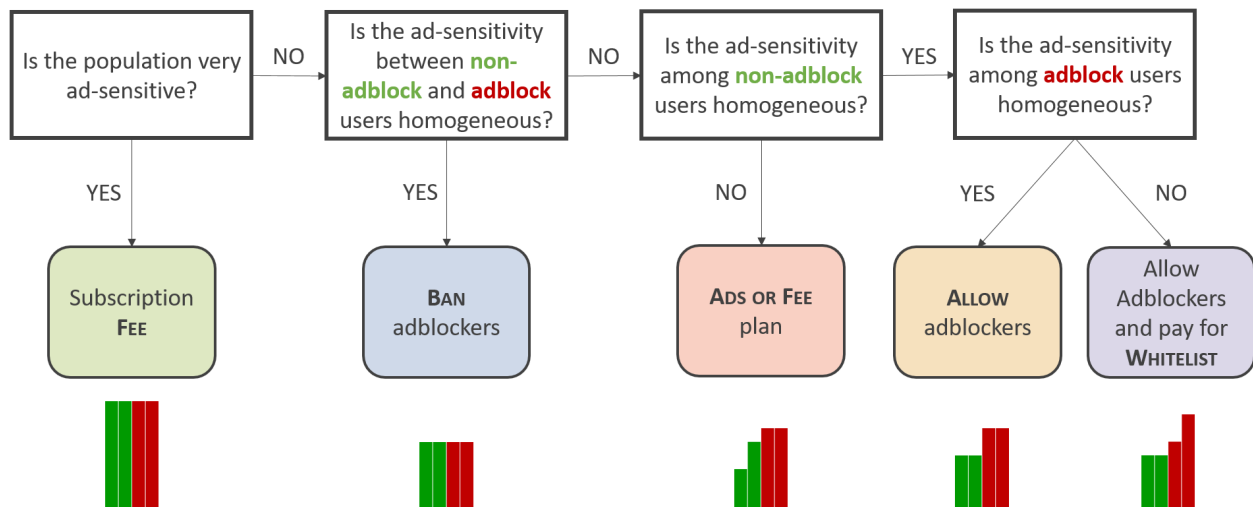 Is the population very
ad-sensitive?
NO
Is the ad-sensitivity
between non-
adblock and adblock
users homogeneous?
NO
Is the ad-sensitivity
among non-adblock
users homogeneous?
YES
Is the ad-sensitivity
among adblock users
homogeneous?
YES
YES
NO
YES
NO
Subscription
FEE
BAN
adblockers
ADS OR FEE
plan
ALLOW
adblockers
Allow
Adblockers
and pay for
WHITELIST